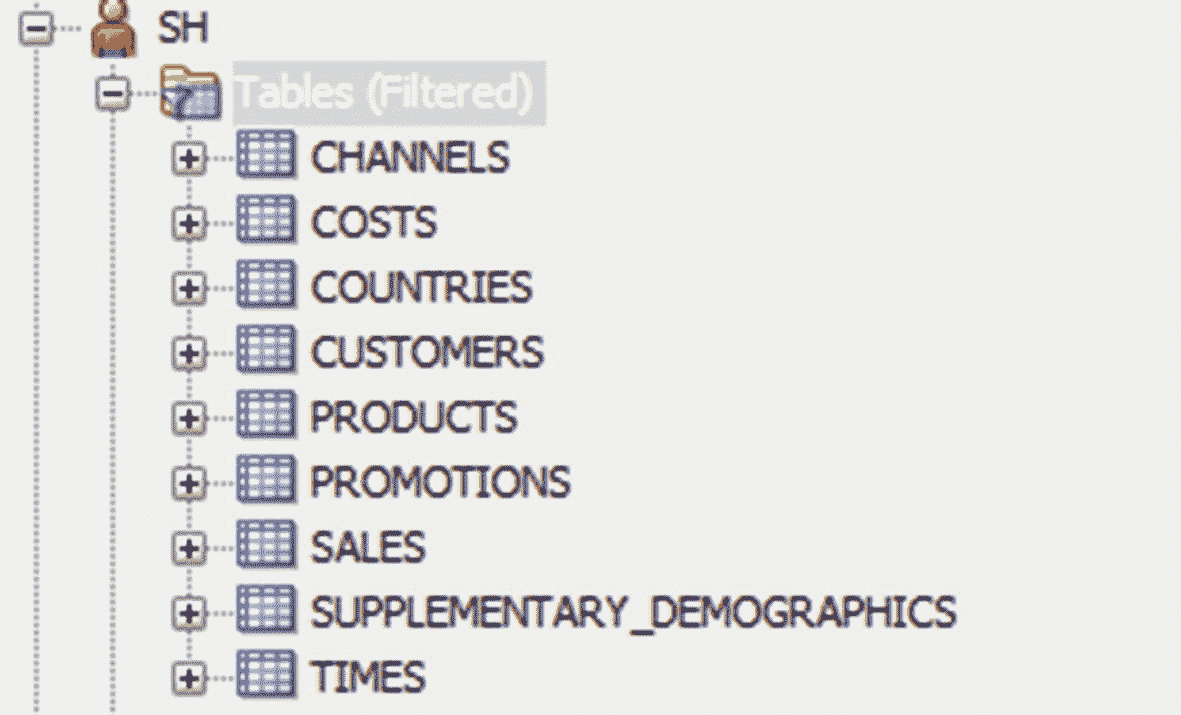 SH
Tables (Filtered)
CHANNELS
COSTS
COUNTRIES
CUSTOMERS
PRODUCTS
PROMOTIONS
SALES
SUPPLEMENTARY_DEMOGRAPHICS
TIMES